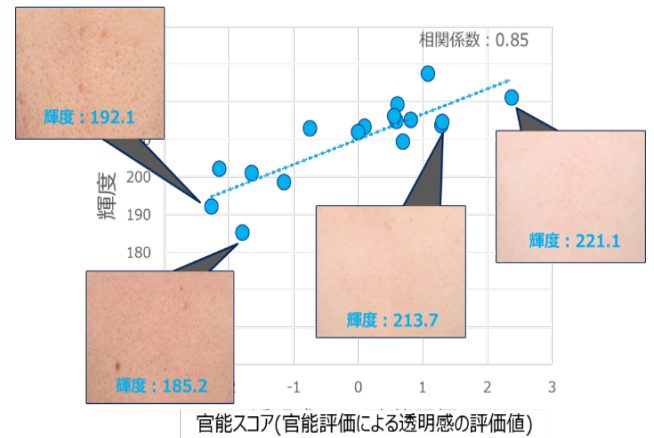 相関係数：0.85
輝度：192.1
輝度
200
190
180
輝度：221.1
輝度：213.7
輝度：185.2
-1
0
1
2
3
官能スコア(官能評価による透明感の評価値)